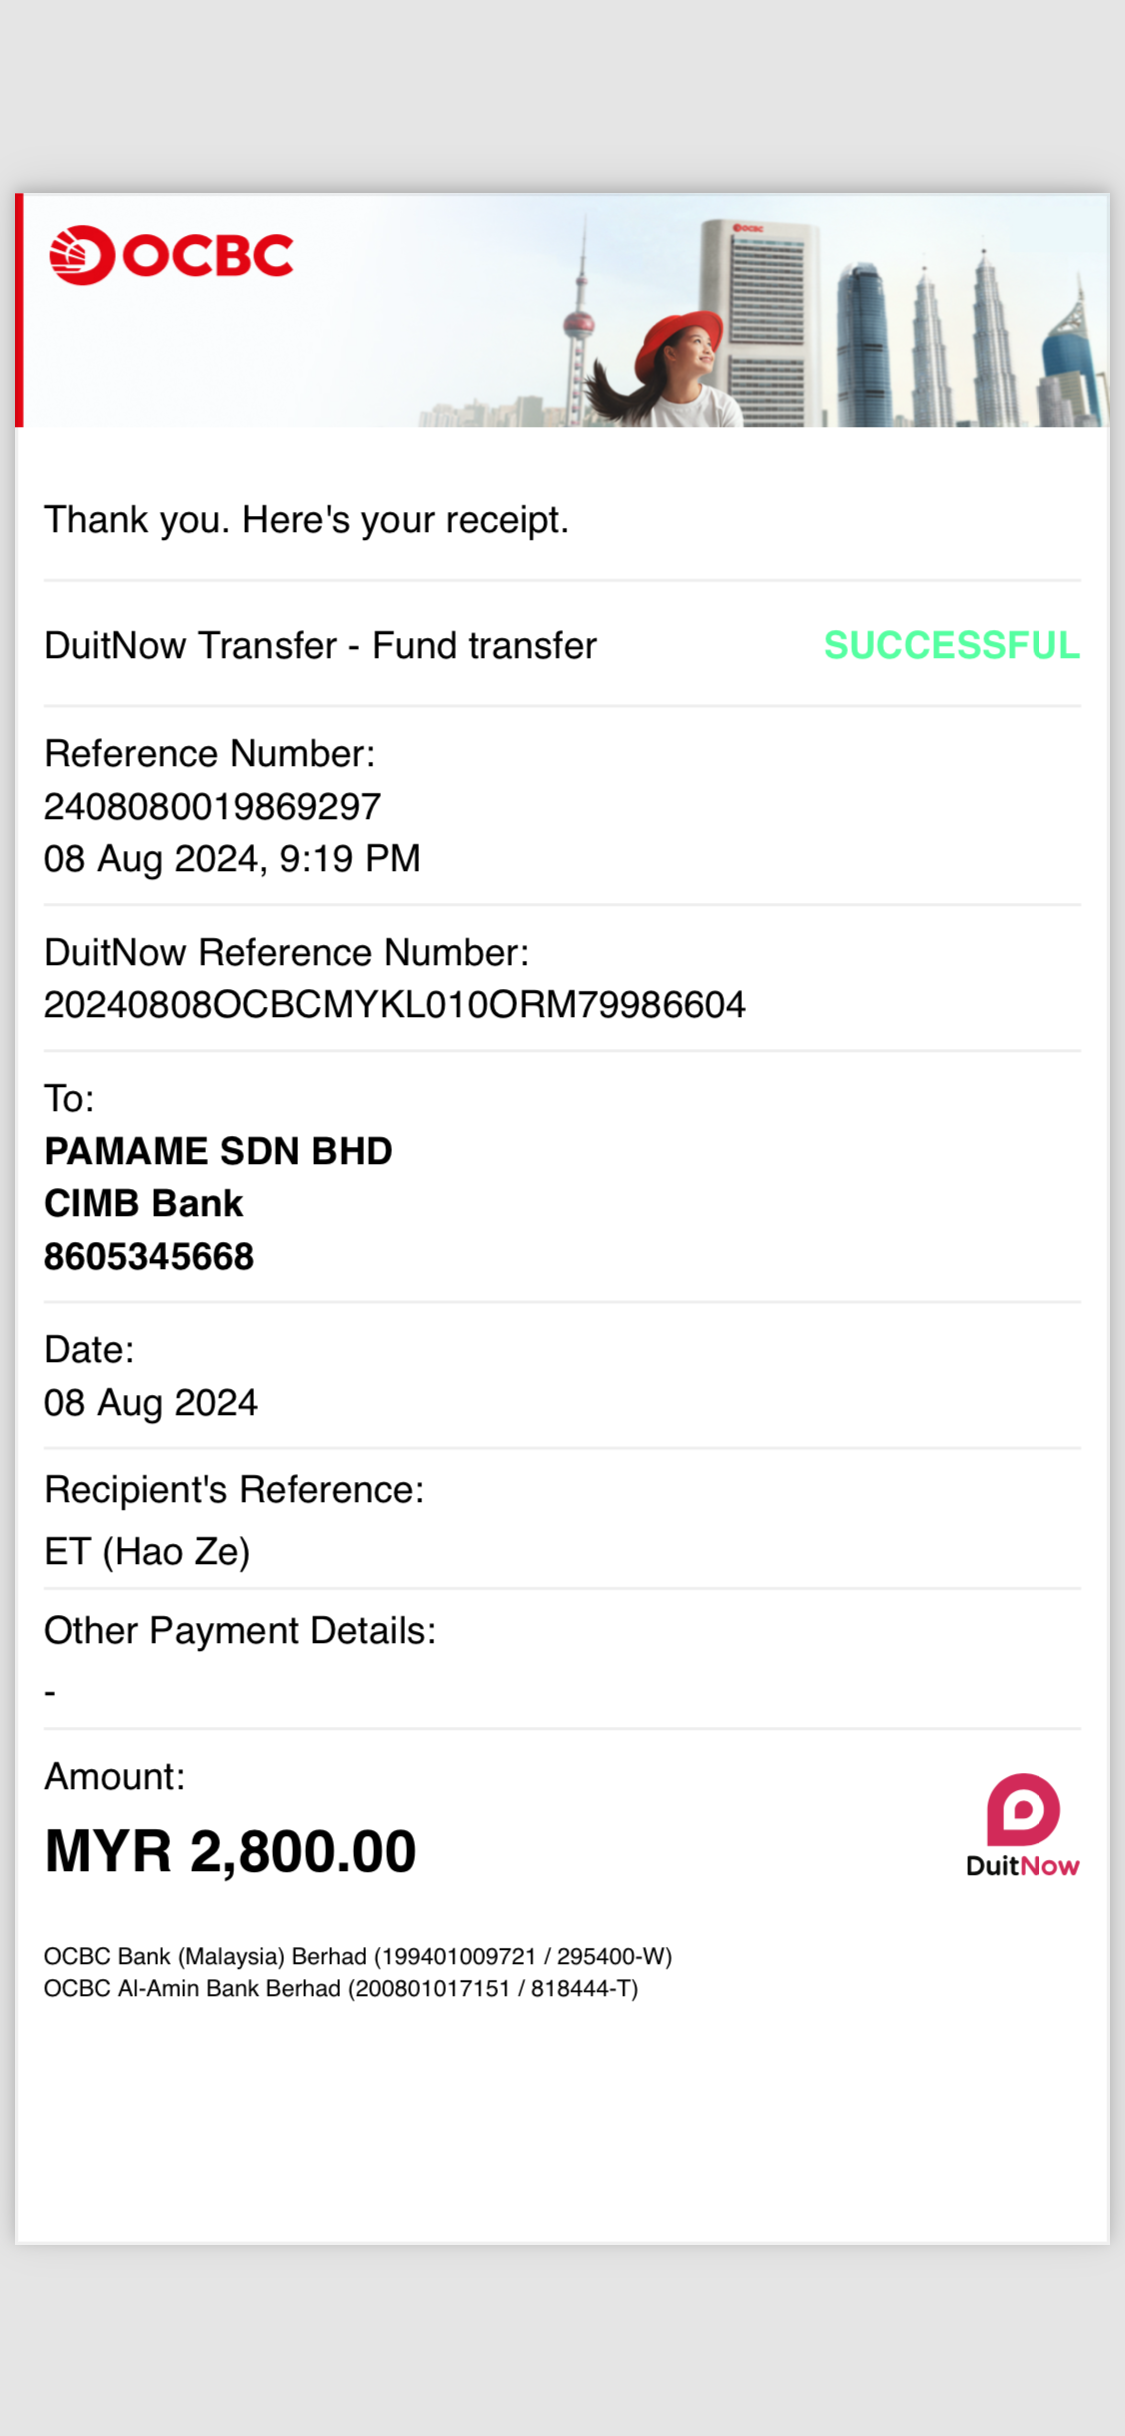 OCBC
OCBC
Thank you. Here's your receipt.
DuitNow Transfer - Fund transfer SUCCESSFUL
Reference Number:
2408080019869297
08 Aug 2024, 9:19 PM
DuitNow Reference Number:
20240808OCBCMYKL010ORM79986604
To:
PAMAME SDN BHD
CIMB Bank
8605345668
Date:
08 Aug 2024
Recipient's Reference:
ET (Hao Ze)
Other Payment Details:
-
Amount:
MYR 2,800.00
DuitNow
OCBC Bank (Malaysia) Berhad (199401009721 / 295400-W)
OCBC Al-Amin Bank Berhad (200801017151 / 818444-T)